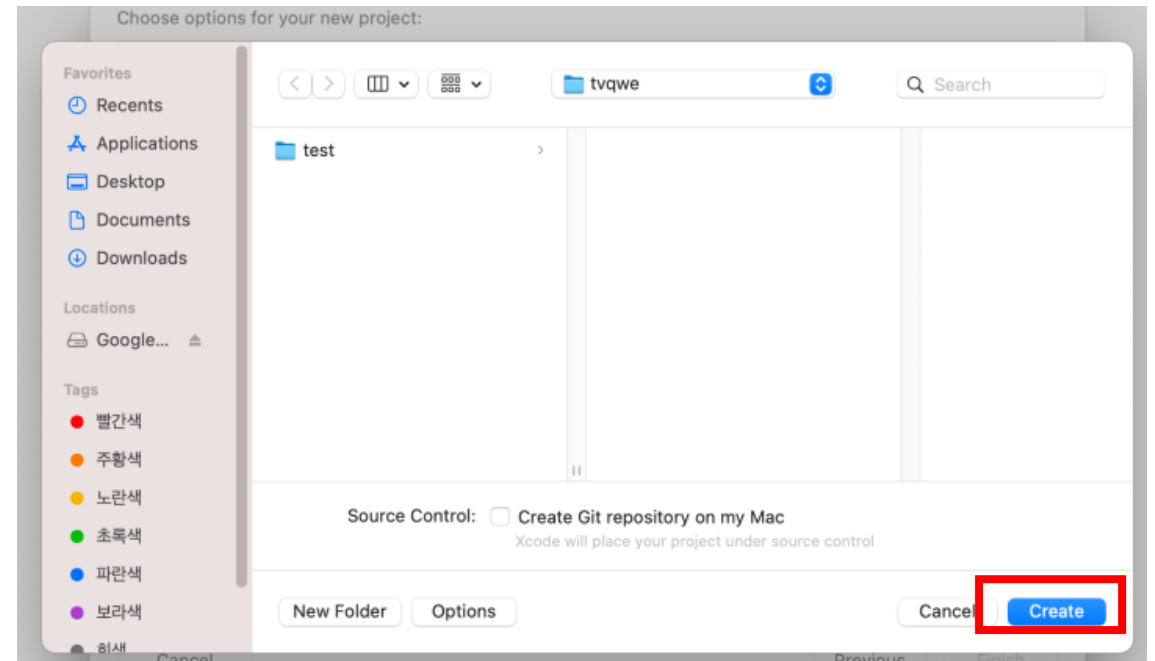 Choose options for your new project:
Favorites
Recents
Applications
Desktop
Documents
Downloads
Locations
Google...
Tags
빨간색
주황색
노란색
초록색
파란색
보라색
tvqwe
Search
test
Source Control: Create Git repository on my Mac
Xcode will place your project under source control
New Folder Options Cancel Create
Cancel Previous Finish